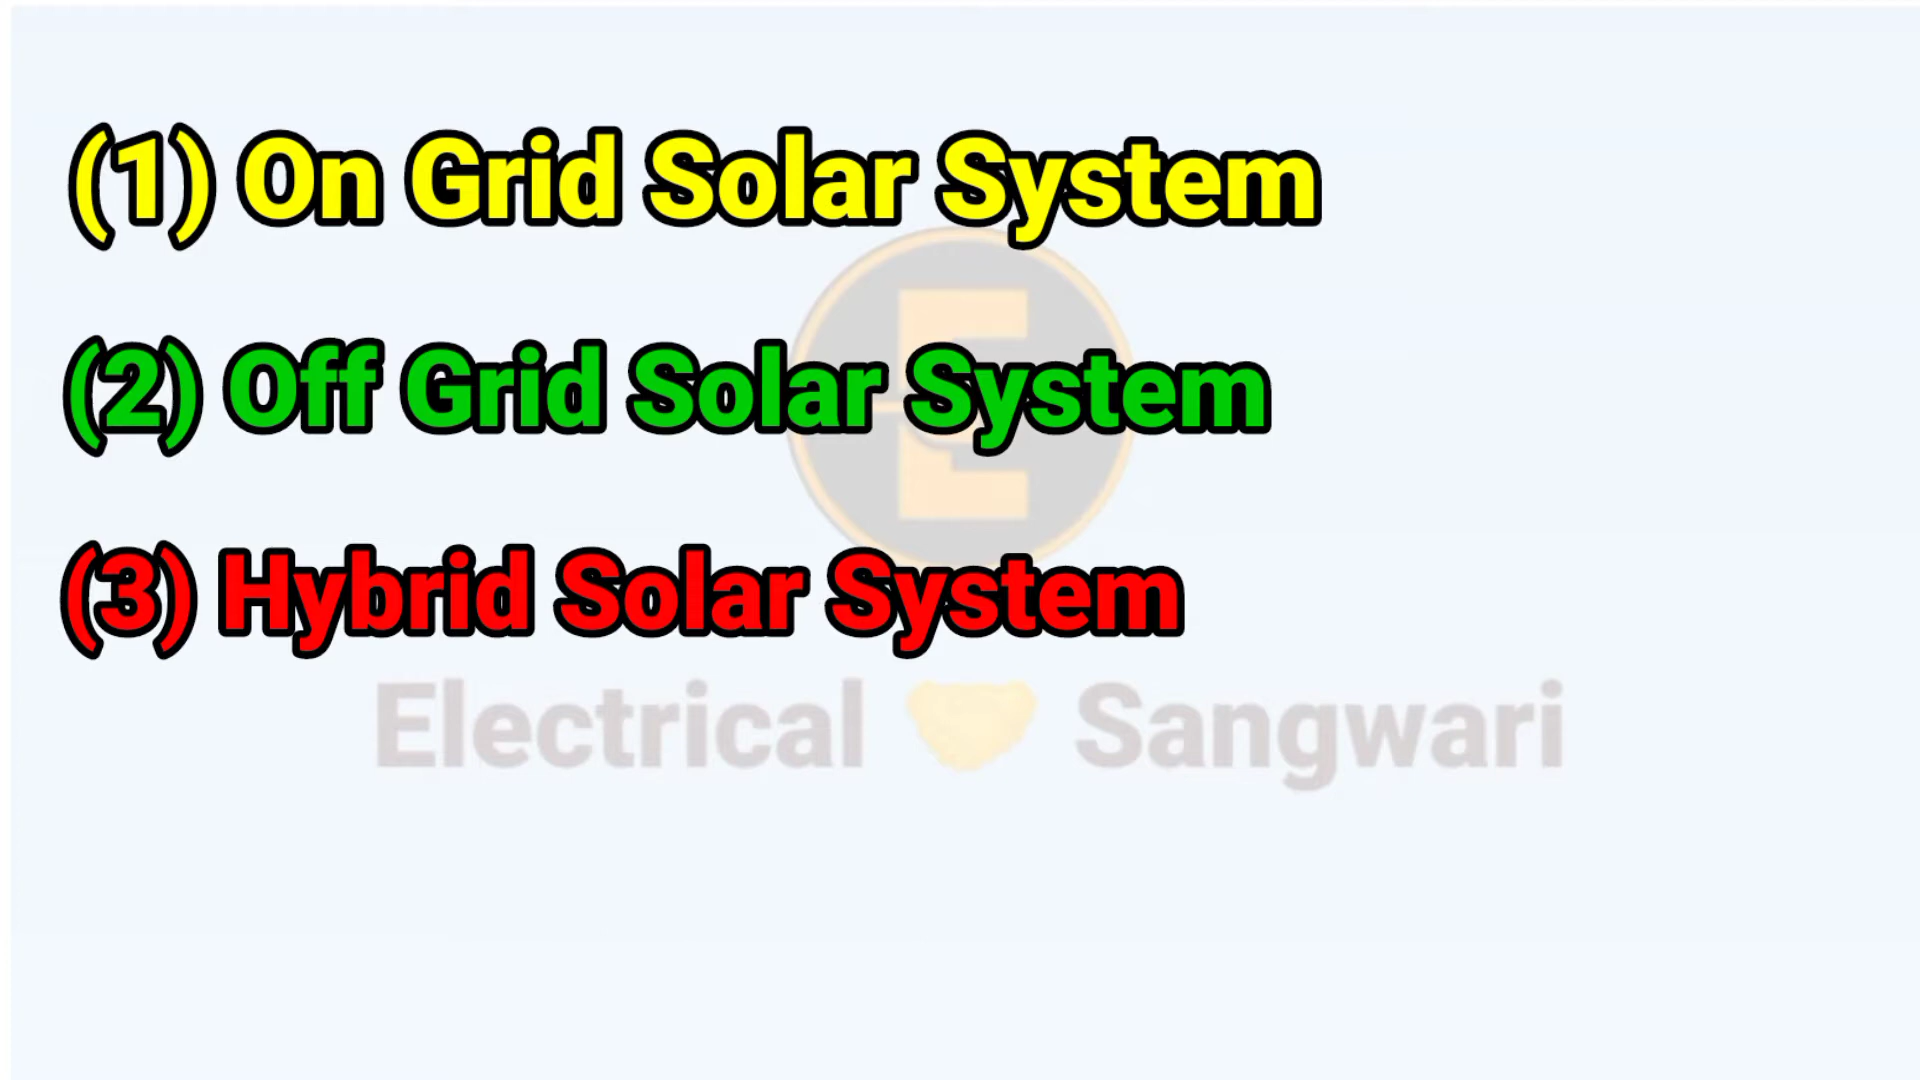 (1) On Grid Solar System
(2) Off Grid Solar System
(3) Hybrid Solar System
Electrical 🤝 Sangwari